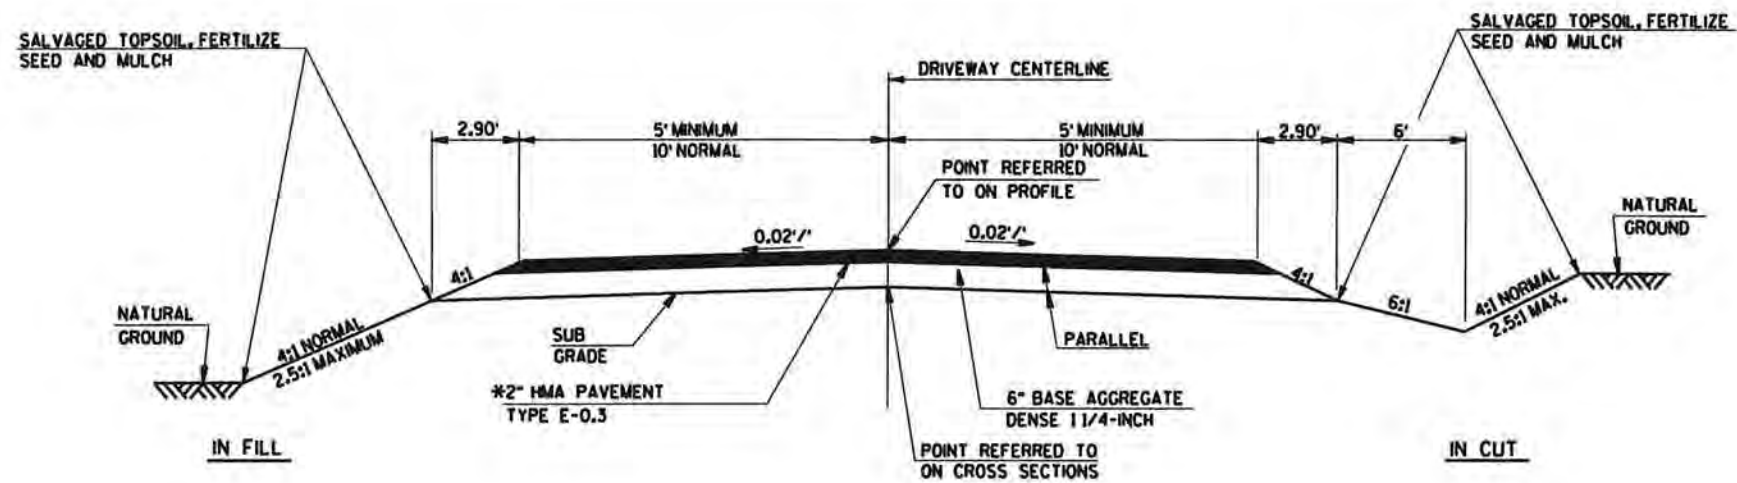 SALVAGED TOPSOIL, FERTILIZE
SEED AND MULCH
SALVAGED TOPSOIL, FERTILIZE
SEED AND MULCH
DRIVEWAY CENTERLINE
2.90'
5' MINIMUM
10' NORMAL
5' MINIMUM
10' NORMAL
2.90'
6'
POINT REFERRED
TO ON PROFILE
NATURAL
GROUND
0.02'/'
0.02'/'
4:1
4:1
6:1
4:1 NORMAL
2.5:1 MAX.
NATURAL
GROUND
4:1 NORMAL
2.5:1 MAXIMUM
SUB
GRADE
PARALLEL
*2" HMA PAVEMENT
TYPE E-0.3
6" BASE AGGREGATE
DENSE 1 1/4-INCH
IN FILL
POINT REFERRED TO
ON CROSS SECTIONS
IN CUT